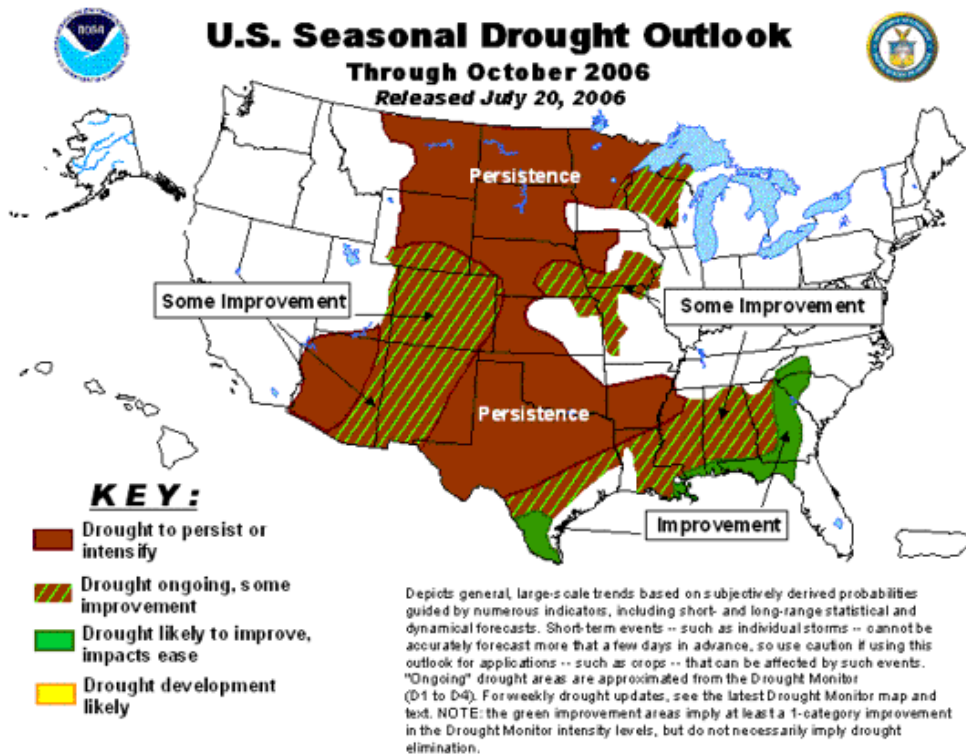 NOAA
U.S. Seasonal Drought Outlook
Through October 2006
Released July 20, 2006
Persistence
Some Improvement
Some Improvement
Persistence
Improvement
KEY:
Drought to persist or
intensify
Drought ongoing, some
improvement
Drought likely to improve,
impacts ease
Drought development
likely
Depicts general, large-scale trends based on subjectively derived probabilities
guided by numerous indicators, including short- and long-range statistical and
dynamical forecasts. Short-term events -- such as individual storms -- cannot be
accurately forecast more that a few days in advance, so use caution if using this
outlook for applications -- such as crops -- that can be affected by such events.
"Ongoing" drought areas are approximated from the Drought Monitor
(D1 to D4). For weekly drought updates, see the latest Drought Monitor map and
text. NOTE: the green improvement areas imply at least a 1-category improvement
in the Drought Monitor intensity levels, but do not necessarily imply drought
elimination.